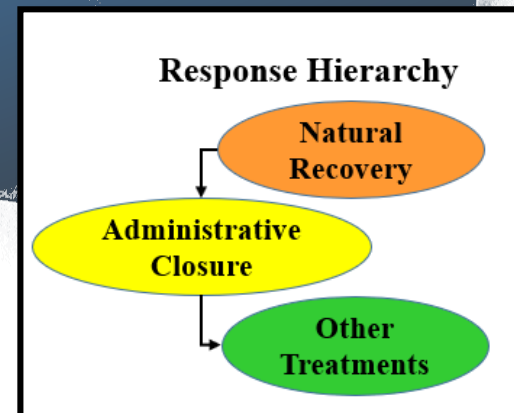 Response Hierarchy
Natural
Recovery
Administrative
Closure
Other
Treatments